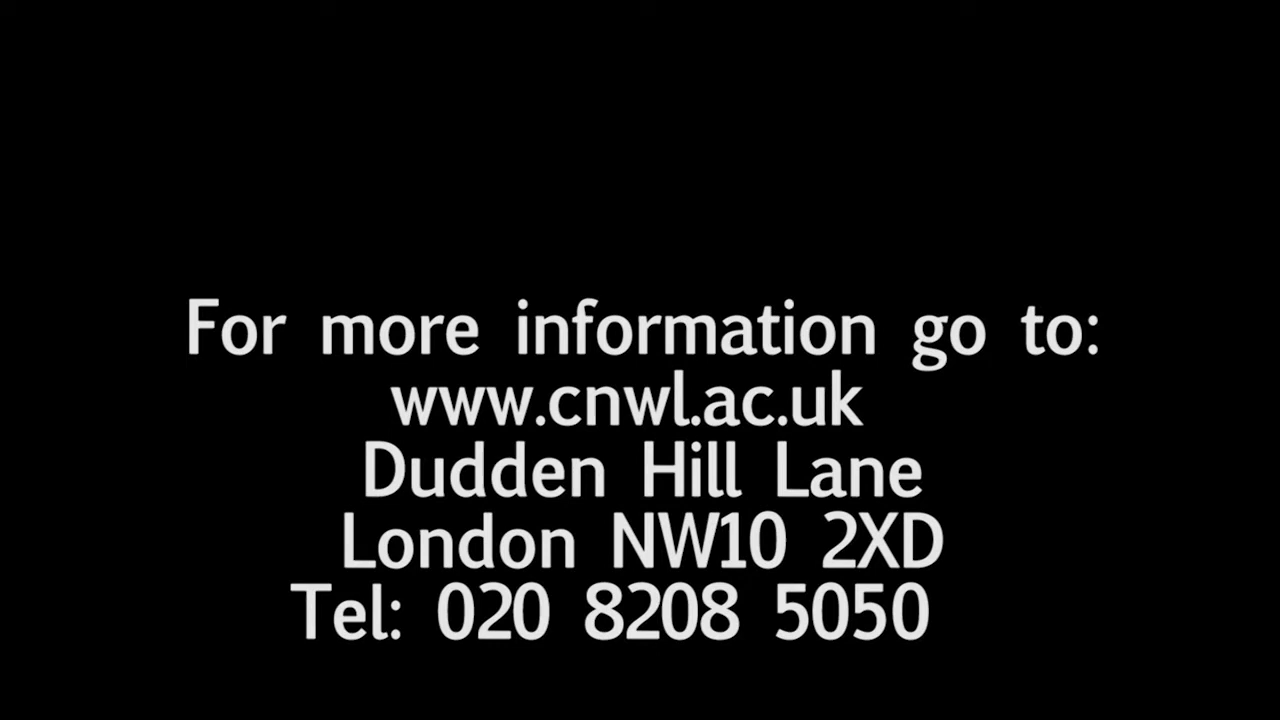 For more information go to:
www.cnwl.ac.uk
Dudden Hill Lane
London NW10 2XD
Tel: 020 8208 5050